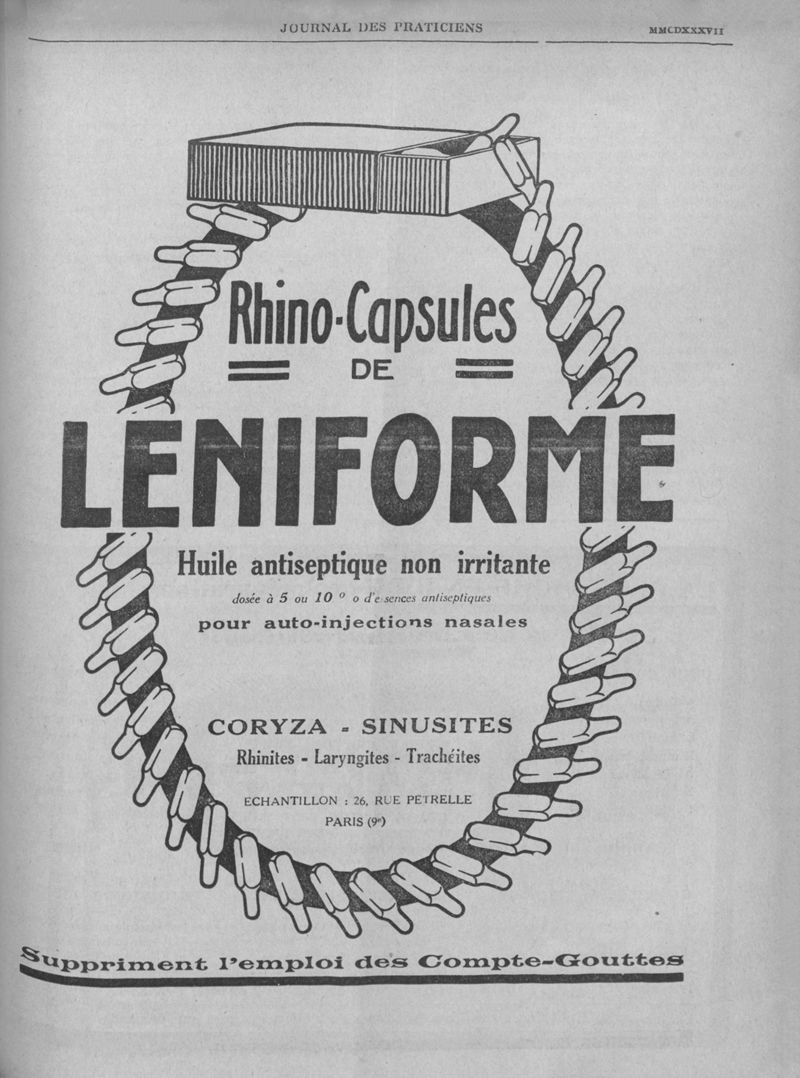 JOURNAL DES PRATICIENS
MMCDXXXVII
Rhino-Capsules
DE
LENIFORME
Huile antiseptique non irritante
dosée à 5 ou 10 º o d'e sences antiseptiques
pour auto-injections nasales
CORYZA - SINUSITES
Rhinites - Laryngites - Trachéites
ECHANTILLON : 26, RUE PETRELLE
PARIS (9e)
Suppriment l'emploi des Compte-Gouttes